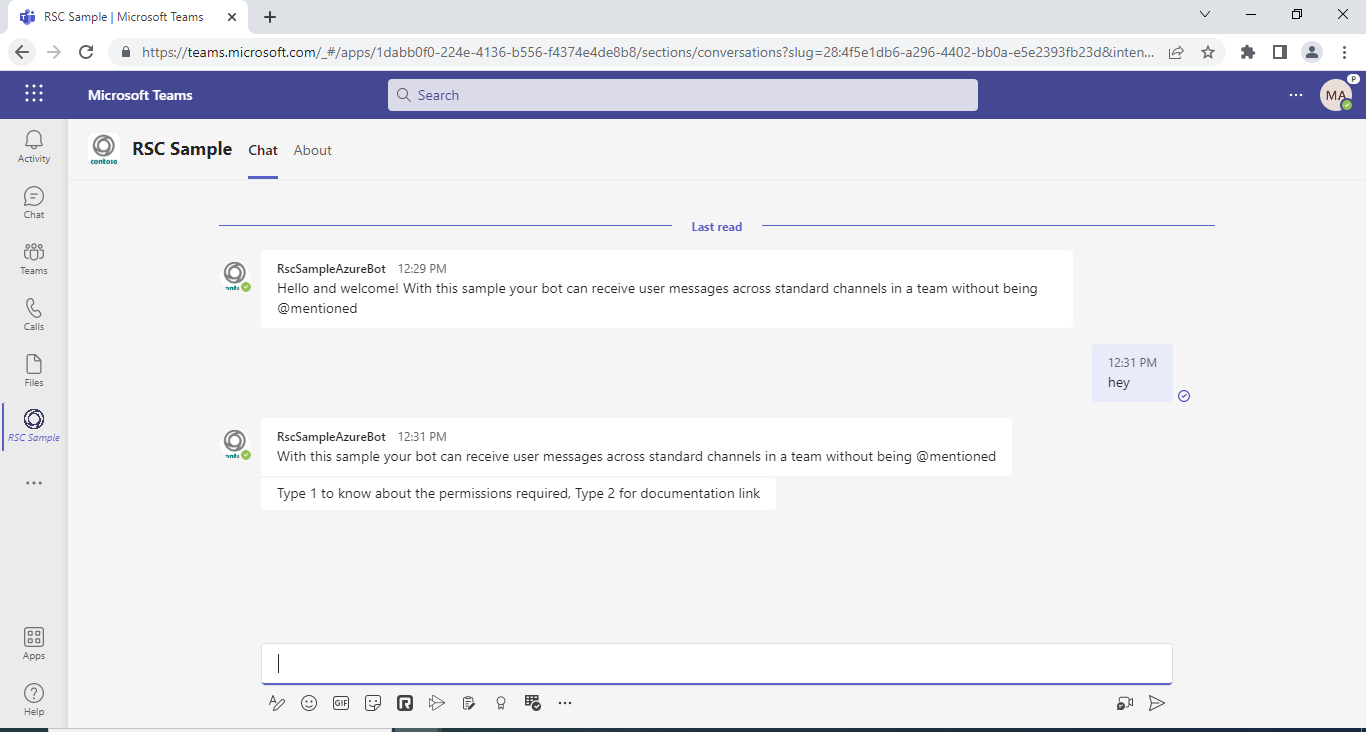 RSC Sample | Microsoft Teams
https://teams.microsoft.com/_#/apps/1dabb0f0-224e-4136-b556-f4374e4de8b8/sections/conversations?slug=28:4f5e1db6-a296-4402-bb0a-e5e2393fb23d&inten...
Microsoft Teams
Search
MA
P
Activity
Chat
Teams
Calls
Files
RSC Sample
Apps
Help
contoso
RSC Sample
Chat
About
Last read
RscSampleAzureBot 12:29 PM
Hello and welcome! With this sample your bot can receive user messages across standard channels in a team without being
@mentioned
12:31 PM
hey
RscSampleAzureBot 12:31 PM
With this sample your bot can receive user messages across standard channels in a team without being @mentioned
Type 1 to know about the permissions required, Type 2 for documentation link
GIF